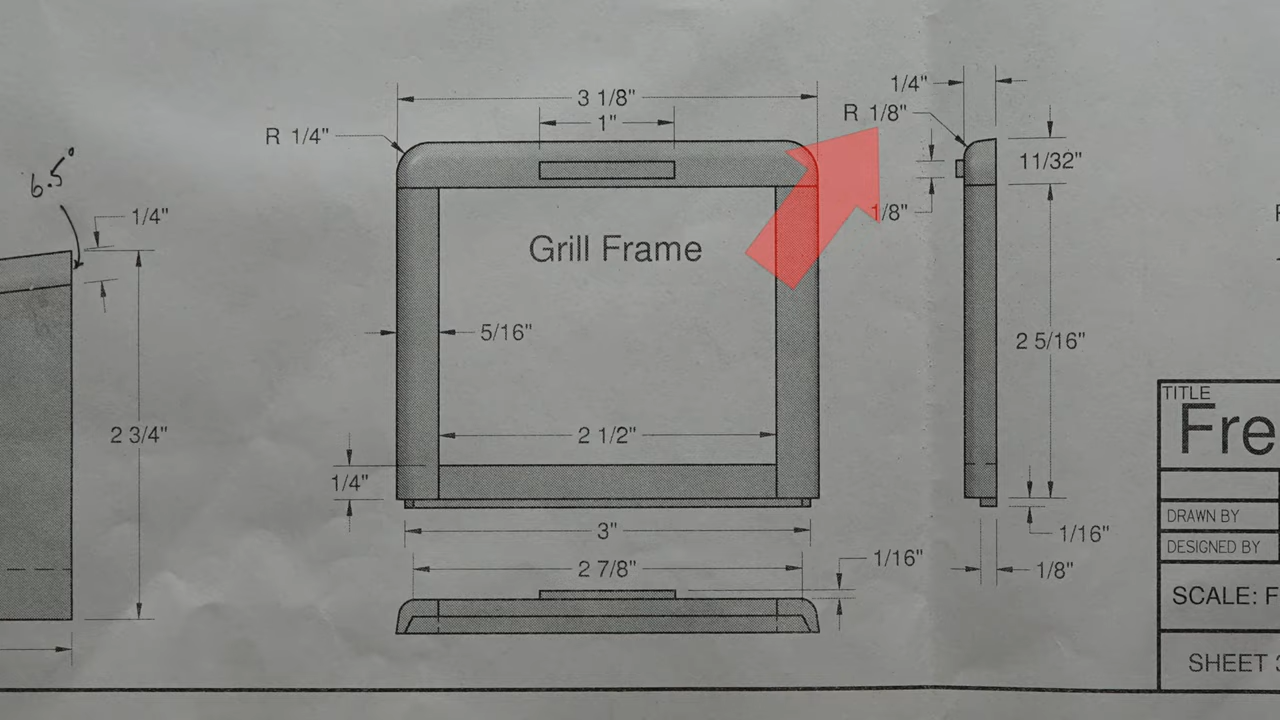 1/4"
3 1/8"
R 1/8"
1"
R 1/4"
11/32"
6.5°
1/4"
1/8"
Grill Frame
5/16"
2 5/16"
TITLE
Fre
2 3/4"
2 1/2"
1/4"
DRAWN BY
3"
1/16"
DESIGNED BY
1/16"
2 7/8"
1/8"
SCALE: F
SHEET 3